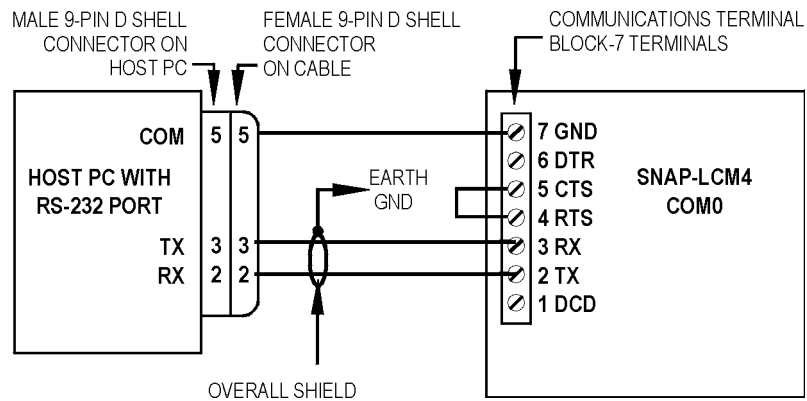 MALE 9-PIN D SHELL
CONNECTOR ON
HOST PC
FEMALE 9-PIN D SHELL
CONNECTOR
ON CABLE
COMMUNICATIONS TERMINAL
BLOCK-7 TERMINALS
HOST PC WITH
RS-232 PORT
COM 5 5
TX 3 3
RX 2 2
EARTH
GND
OVERALL SHIELD
7 GND
6 DTR
5 CTS
4 RTS
3 RX
2 TX
1 DCD
SNAP-LCM4
COM0